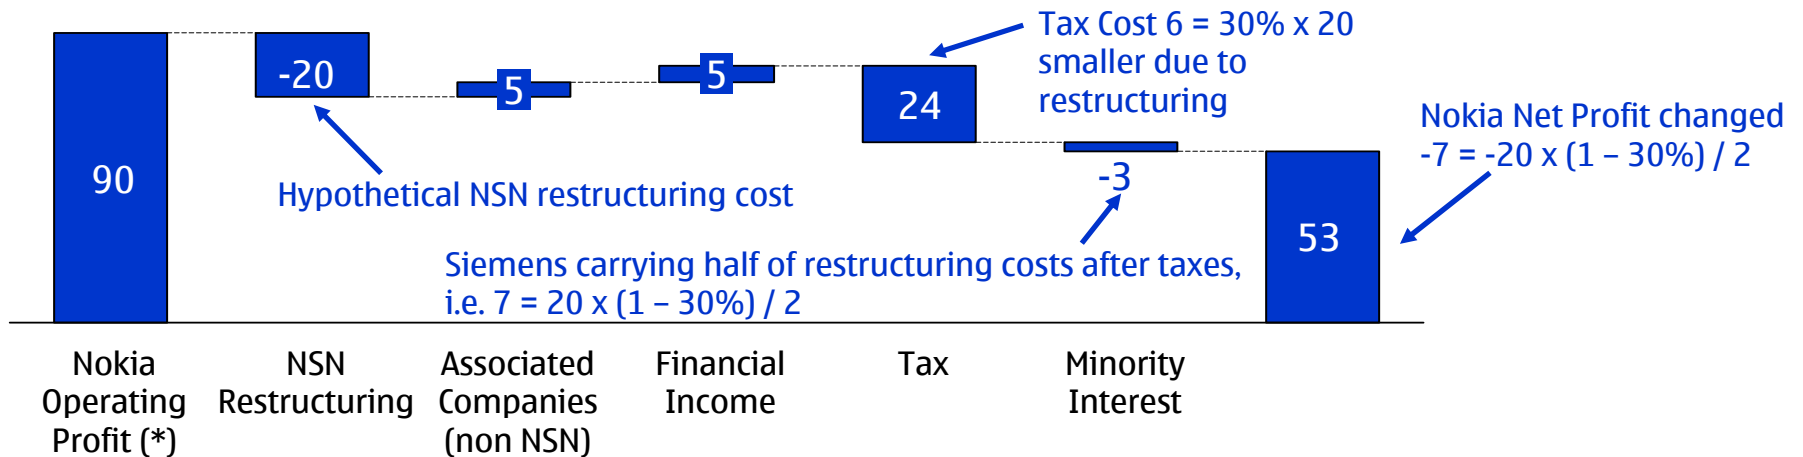 Tax Cost 6 = 30% x 20
smaller due to
restructuring
-20
5
5
24
90
Nokia Net Profit changed
-7 = -20 x (1 – 30%) / 2
Hypothetical NSN restructuring cost
-3
53
Siemens carrying half of restructuring costs after taxes,
i.e. 7 = 20 x (1 – 30%) / 2
Nokia
Operating
Profit (*)
NSN
Restructuring
Associated
Companies
(non NSN)
Financial
Income
Tax
Minority
Interest